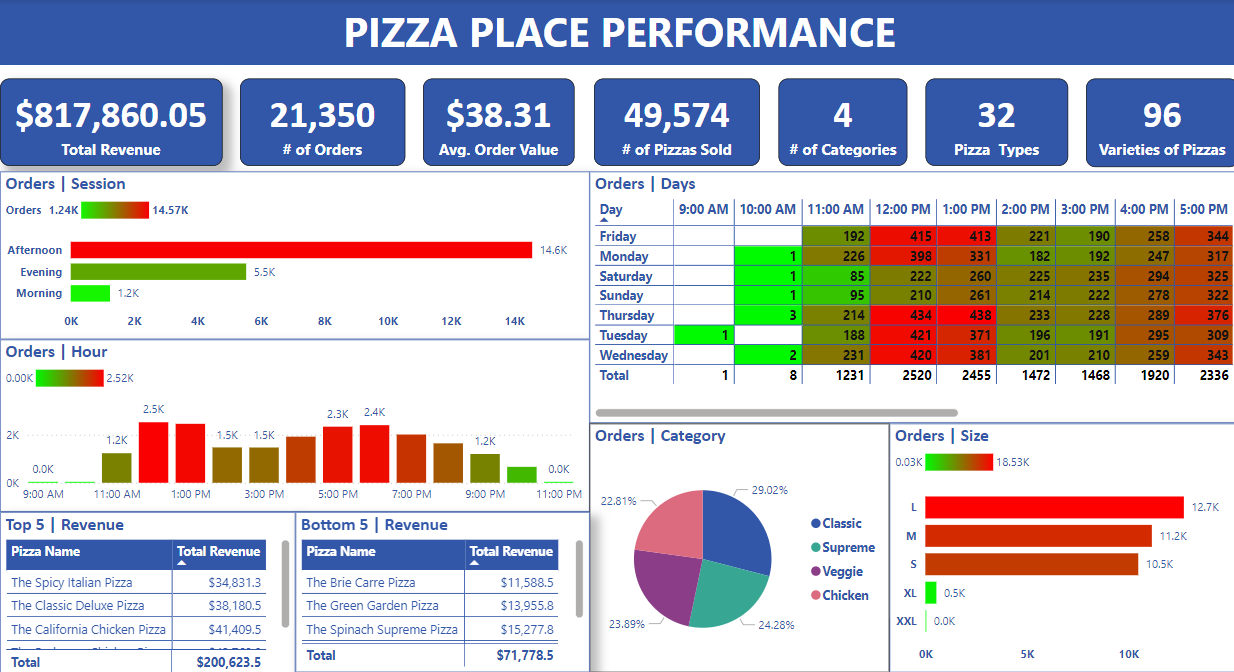 PIZZA PLACE PERFORMANCE
$817,860.05
Total Revenue
21,350
# of Orders
$38.31
Avg. Order Value
49,574
# of Pizzas Sold
4
# of Categories
32
Pizza Types
96
Varieties of Pizzas
Orders | Session
Orders 1.24K 14.57K
Afternoon 14.6K
Evening 5.5K
Morning 1.2K
0K 2K 4K 6K 8K 10K 12K 14K
Orders | Hour
0.00K 2.52K
2K
0K
0.0K 1.2K 2.5K 1.5K 1.5K 2.3K 2.4K 1.2K 0.0K
9:00 AM 11:00 AM 1:00 PM 3:00 PM 5:00 PM 7:00 PM 9:00 PM 11:00 PM
Top 5 | Revenue
Pizza Name Total Revenue
The Spicy Italian Pizza $34,831.3
The Classic Deluxe Pizza $38,180.5
The California Chicken Pizza $41,409.5
Total $200,623.5
Bottom 5 | Revenue
Pizza Name Total Revenue
The Brie Carre Pizza $11,588.5
The Green Garden Pizza $13,955.8
The Spinach Supreme Pizza $15,277.8
Total $71,778.5
Orders | Days
Day 9:00 AM 10:00 AM 11:00 AM 12:00 PM 1:00 PM 2:00 PM 3:00 PM 4:00 PM 5:00 PM
Friday 192 415 413 221 190 258 344
Monday 1 226 398 331 182 192 247 317
Saturday 1 85 222 260 225 235 294 325
Sunday 1 95 210 261 214 222 278 322
Thursday 3 214 434 438 233 228 289 376
Tuesday 1 188 421 371 196 191 295 309
Wednesday 2 231 420 381 201 210 259 343
Total 1 8 1231 2520 2455 1472 1468 1920 2336
Orders | Category
29.02%
22.81%
23.89%
24.28%
Classic
Supreme
Veggie
Chicken
Orders | Size
0.03K 18.53K
L 12.7K
M 11.2K
S 10.5K
XL 0.5K
XXL 0.0K
0K 5K 10K